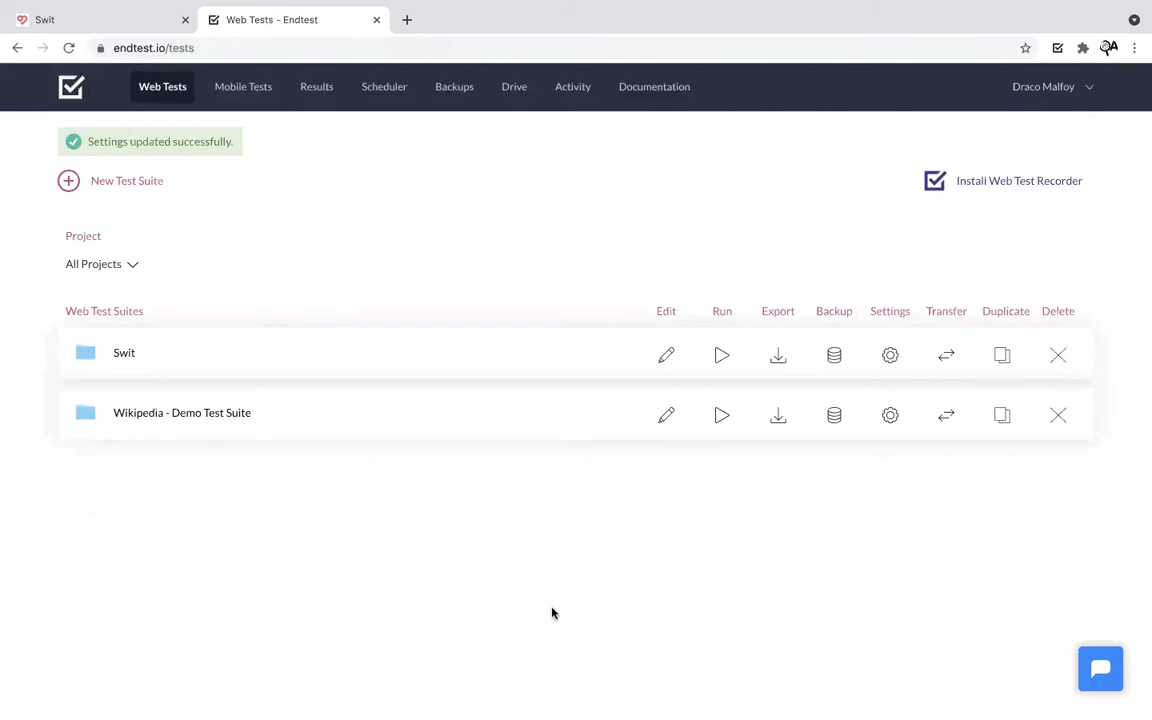 Swit
Web Tests - Endtest
endtest.io/tests
Web Tests Mobile Tests Results Scheduler Backups Drive Activity Documentation Draco Malfoy
Settings updated successfully.
New Test Suite Install Web Test Recorder
Project
All Projects
Web Test Suites Edit Run Export Backup Settings Transfer Duplicate Delete
Swit
Wikipedia - Demo Test Suite